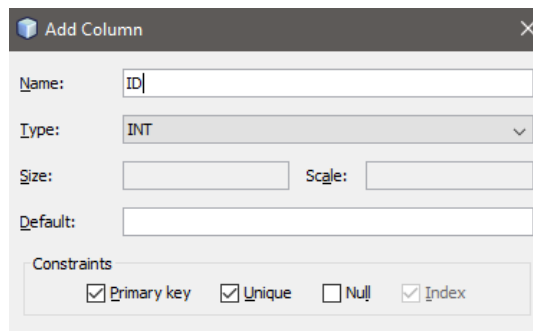 Add Column
Name: ID
Type: INT
Size: Scale:
Default:
Constraints
Primary key Unique Null Index